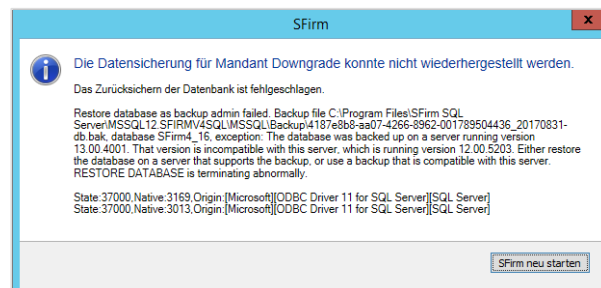 SFirm
x
Die Datensicherung für Mandant Downgrade konnte nicht wiederhergestellt werden.
Das Zurücksichern der Datenbank ist fehlgeschlagen.
Restore database as backup admin failed. Backup file C:\Program Files\SFirm SQL
Server\MSSQL12.SFIRMV4SQL\MSSQL\Backup\4187e8b8-aa07-4266-8962-001789504436_20170831-
db.bak, database SFirm4_16, exception: The database was backed up on a server running version
13.00.4001. That version is incompatible with this server, which is running version 12.00.5203. Either restore
the database on a server that supports the backup, or use a backup that is compatible with this server.
RESTORE DATABASE is terminating abnormally.
State:37000,Native:3169,Origin:[Microsoft][ODBC Driver 11 for SQL Server][SQL Server]
State:37000,Native:3013,Origin:[Microsoft][ODBC Driver 11 for SQL Server][SQL Server]
SFirm neu starten